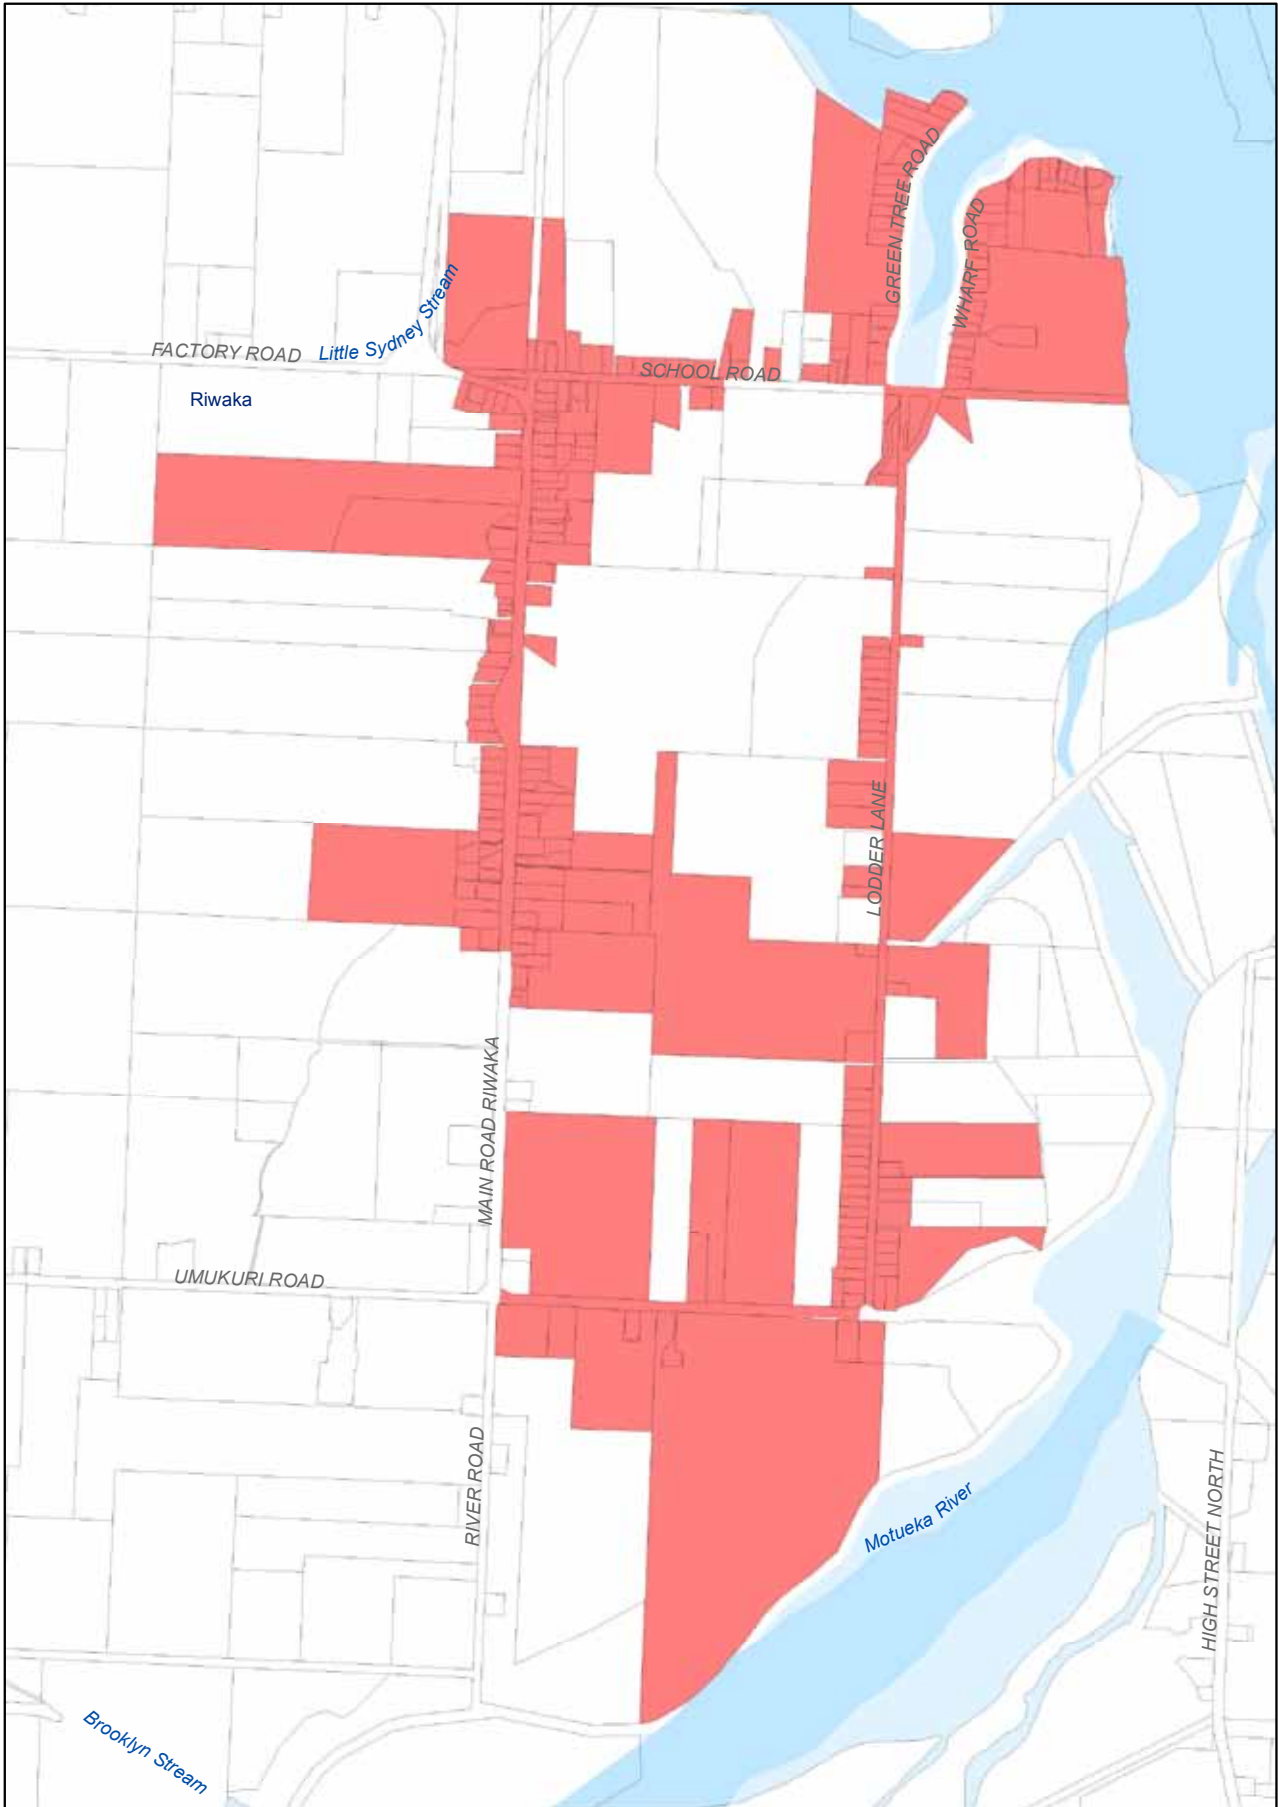 GREEN TREE ROAD
WHARF ROAD
Little Sydney Stream
FACTORY ROAD
SCHOOL ROAD
Riwaka
LODDER LANE
MAIN ROAD RIWAKA
UMUKURI ROAD
RIVER ROAD
Motueka River
HIGH STREET NORTH
Brooklyn Stream